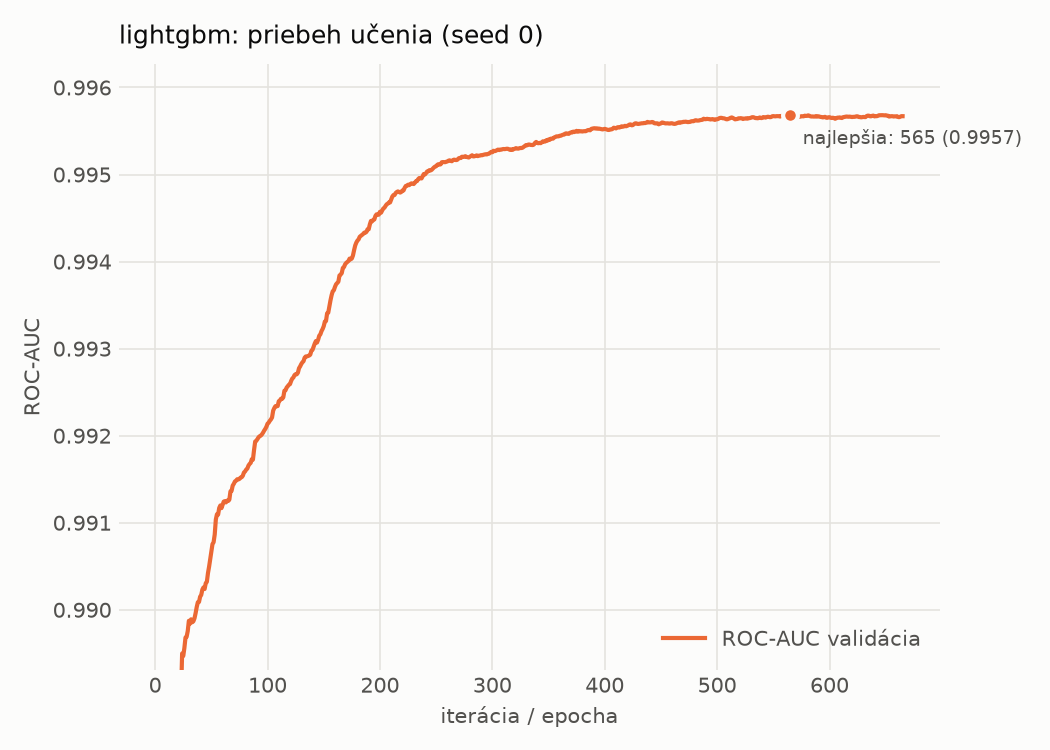 lightgbm: priebeh učenia (seed 0)
0.996
najlepšia: 565 (0.9957)
0.995
0.994
0.993
ROC-AUC
0.992
0.991
0.990
ROC-AUC validácia
0 100 200 300 400 500 600
iterácia / epocha